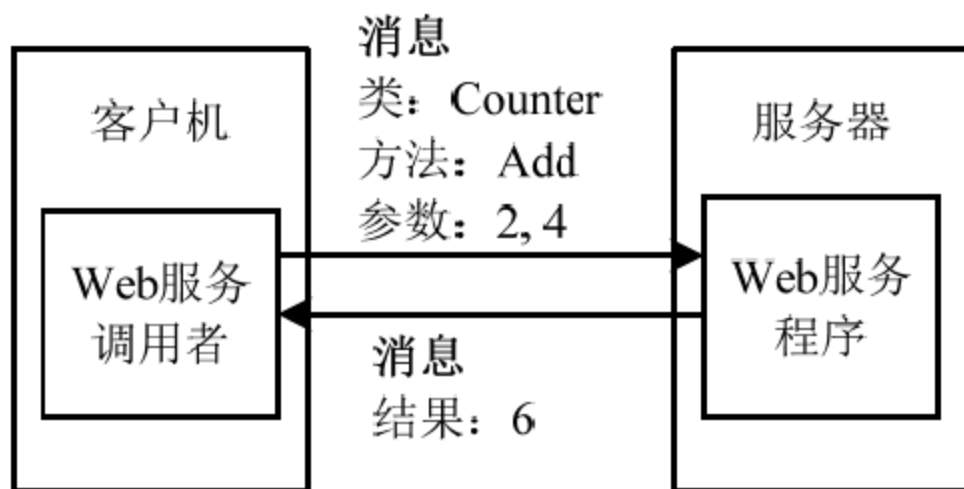 客户机
Web服务
调用者
消息
类：Counter
方法：Add
参数：2, 4
消息
结果：6
服务器
Web服务
程序